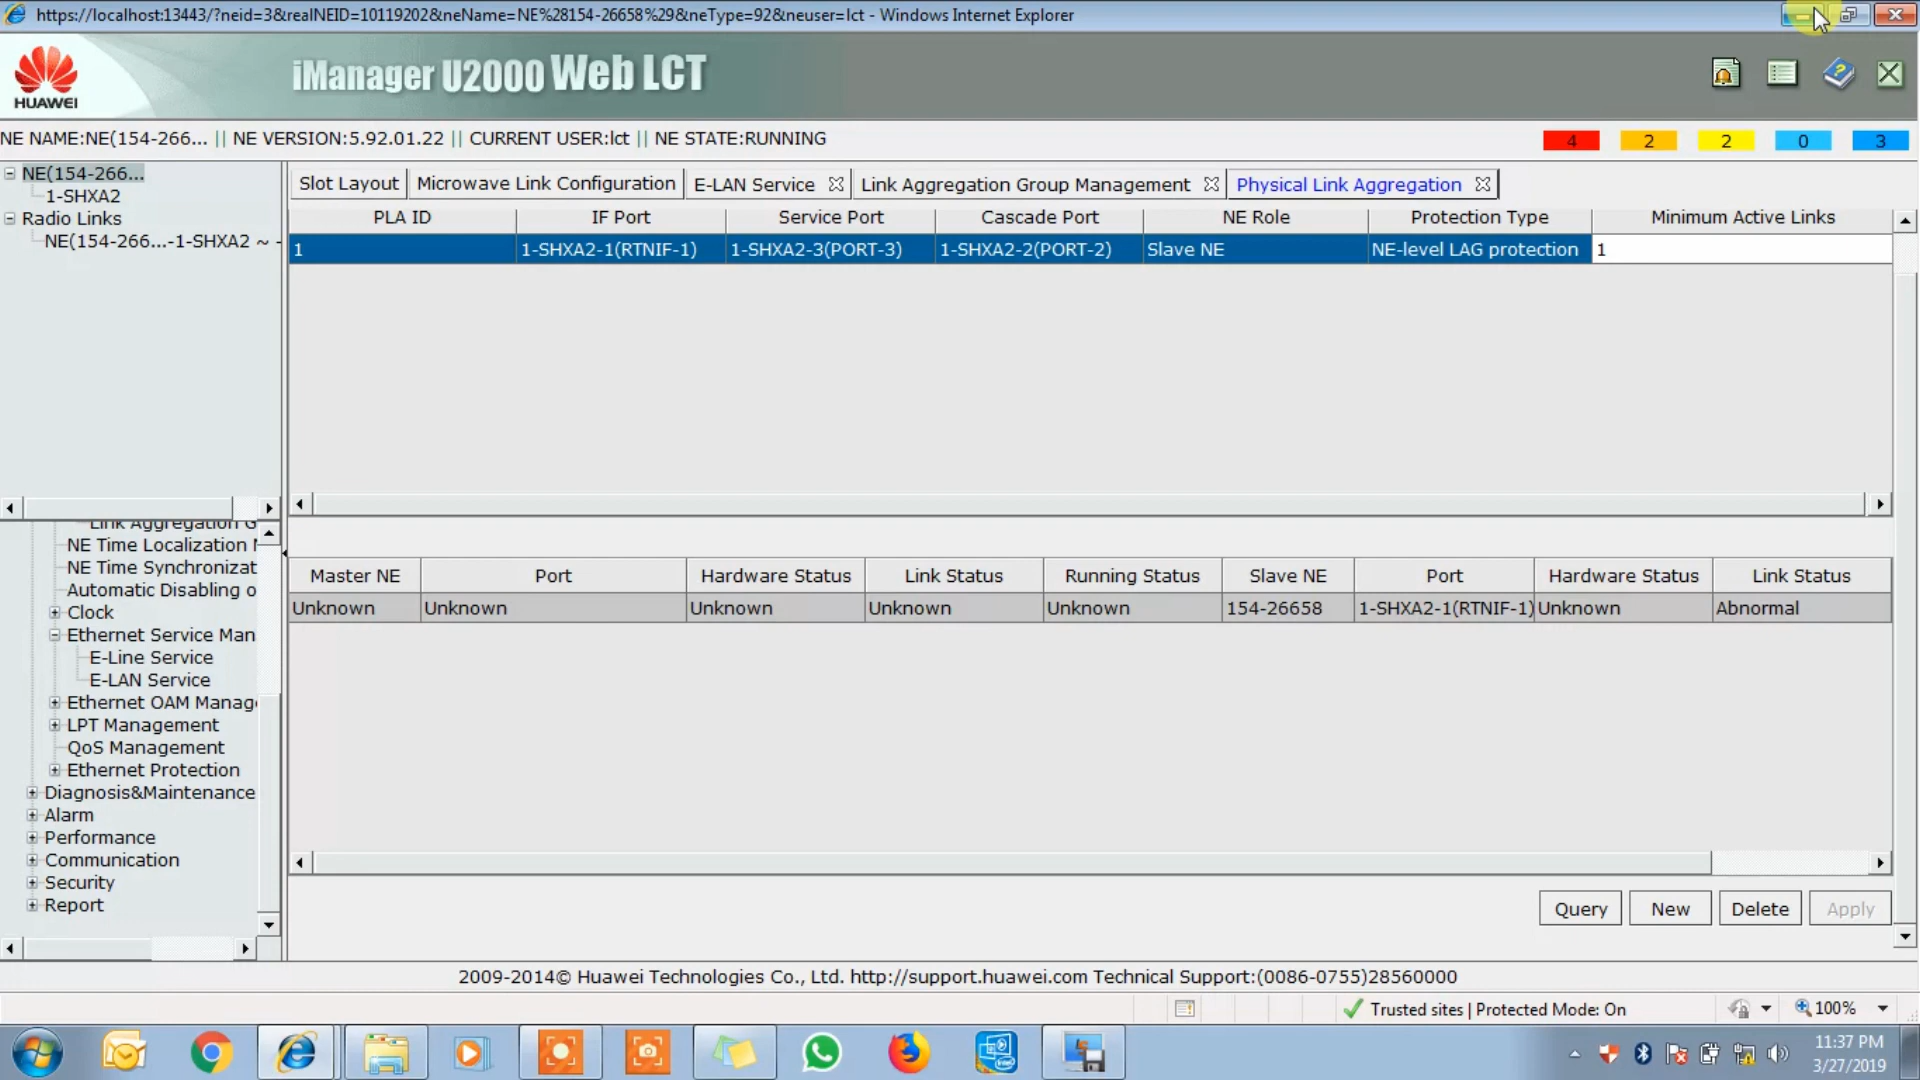 https://localhost:13443/?neid=3&realNEID=10119202&neName=NE%28154-26658%29&neType=92&neuser=lct - Windows Internet Explorer
HUAWEI
iManager U2000 Web LCT
NE NAME:NE(154-266... || NE VERSION:5.92.01.22 || CURRENT USER:lct || NE STATE:RUNNING
4 2 2 0 3
NE(154-266...
1-SHXA2
Radio Links
NE(154-266...-1-SHXA2 ~ -
Slot Layout Microwave Link Configuration E-LAN Service Link Aggregation Group Management Physical Link Aggregation
PLA ID IF Port Service Port Cascade Port NE Role Protection Type Minimum Active Links
1 1-SHXA2-1(RTNIF-1) 1-SHXA2-3(PORT-3) 1-SHXA2-2(PORT-2) Slave NE NE-level LAG protection 1
Link Aggregation G
NE Time Localization
NE Time Synchronizat
Automatic Disabling o
Clock
Ethernet Service Man
E-Line Service
E-LAN Service
Ethernet OAM Manag
LPT Management
QoS Management
Ethernet Protection
Diagnosis&Maintenance
Alarm
Performance
Communication
Security
Report
Master NE Port Hardware Status Link Status Running Status Slave NE Port Hardware Status Link Status
Unknown Unknown Unknown Unknown Unknown 154-26658 1-SHXA2-1(RTNIF-1) Unknown Abnormal
Query New Delete Apply
2009-2014© Huawei Technologies Co., Ltd. http://support.huawei.com Technical Support:(0086-0755)28560000
Trusted sites | Protected Mode: On
100%
11:37 PM
3/27/2019